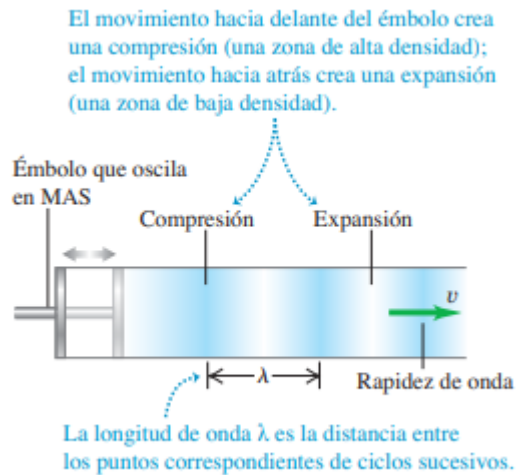 El movimiento hacia delante del émbolo crea
una compresión (una zona de alta densidad);
el movimiento hacia atrás crea una expansión
(una zona de baja densidad).
Émbolo que oscila
en MAS
Compresión
Expansión
v
λ
Rapidez de onda
La longitud de onda λ es la distancia entre
los puntos correspondientes de ciclos sucesivos.